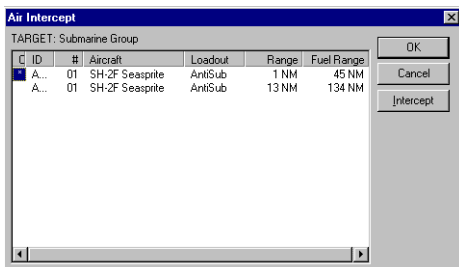 Air Intercept
TARGET: Submarine Group
C ID # Aircraft Loadout Range Fuel Range
* A... 01 SH-2F Seasprite AntiSub 1 NM 45 NM
A... 01 SH-2F Seasprite AntiSub 13 NM 134 NM
OK
Cancel
Intercept